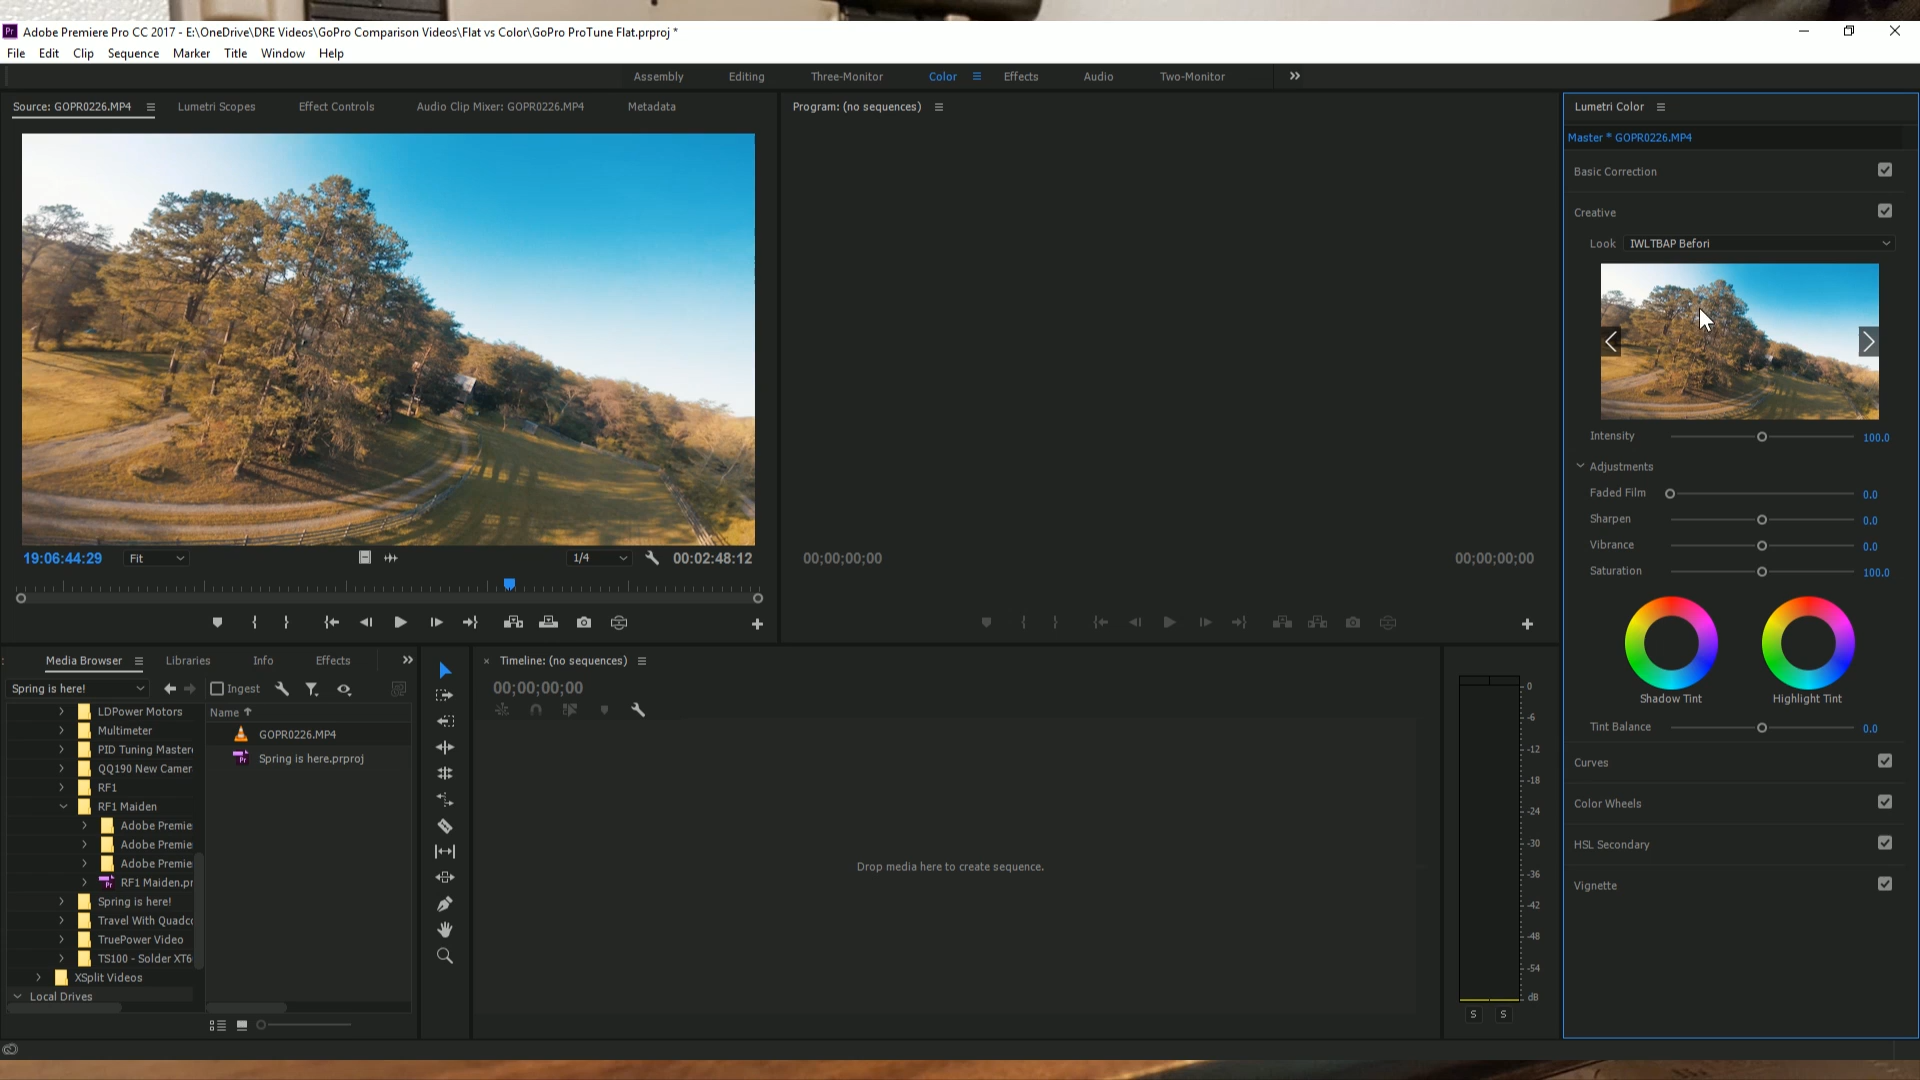 Adobe Premiere Pro CC 2017 - E:\OneDrive\DRE Videos\GoPro Comparison Videos\Flat vs Color\GoPro ProTune Flat.prproj *
File Edit Clip Sequence Marker Title Window Help
Assembly Editing Three-Monitor Color Effects Audio Two-Monitor
Source: GOPR0226.MP4 Lumetri Scopes Effect Controls Audio Clip Mixer: GOPR0226.MP4 Metadata
Program: (no sequences)
Lumetri Color
Master * GOPR0226.MP4
Basic Correction
Creative
Look IWLTBAP Befori
Intensity 100.0
Adjustments
Faded Film 0.0
Sharpen 0.0
Vibrance 0.0
Saturation 100.0
Shadow Tint Highlight Tint
Tint Balance 0.0
Curves
Color Wheels
HSL Secondary
Vignette
19:06:44:29 Fit 1/4 00:02:48:12
00;00;00;00 00;00;00;00
Media Browser Libraries Info Effects
Spring is here! Ingest
LDPower Motors
Multimeter
PID Tuning Master
QQ190 New Camer
RF1
RF1 Maiden
Adobe Premie
Adobe Premie
Adobe Premie
RF1 Maiden.pr
Spring is here!
Travel With Quadc
TruePower Video
TS100 - Solder XT6
XSplit Videos
Local Drives
Name
GOPR0226.MP4
Spring is here.prproj
Timeline: (no sequences)
00;00;00;00
Drop media here to create sequence.
0
-6
-12
-18
-24
-30
-36
-42
-48
-54
dB
S S